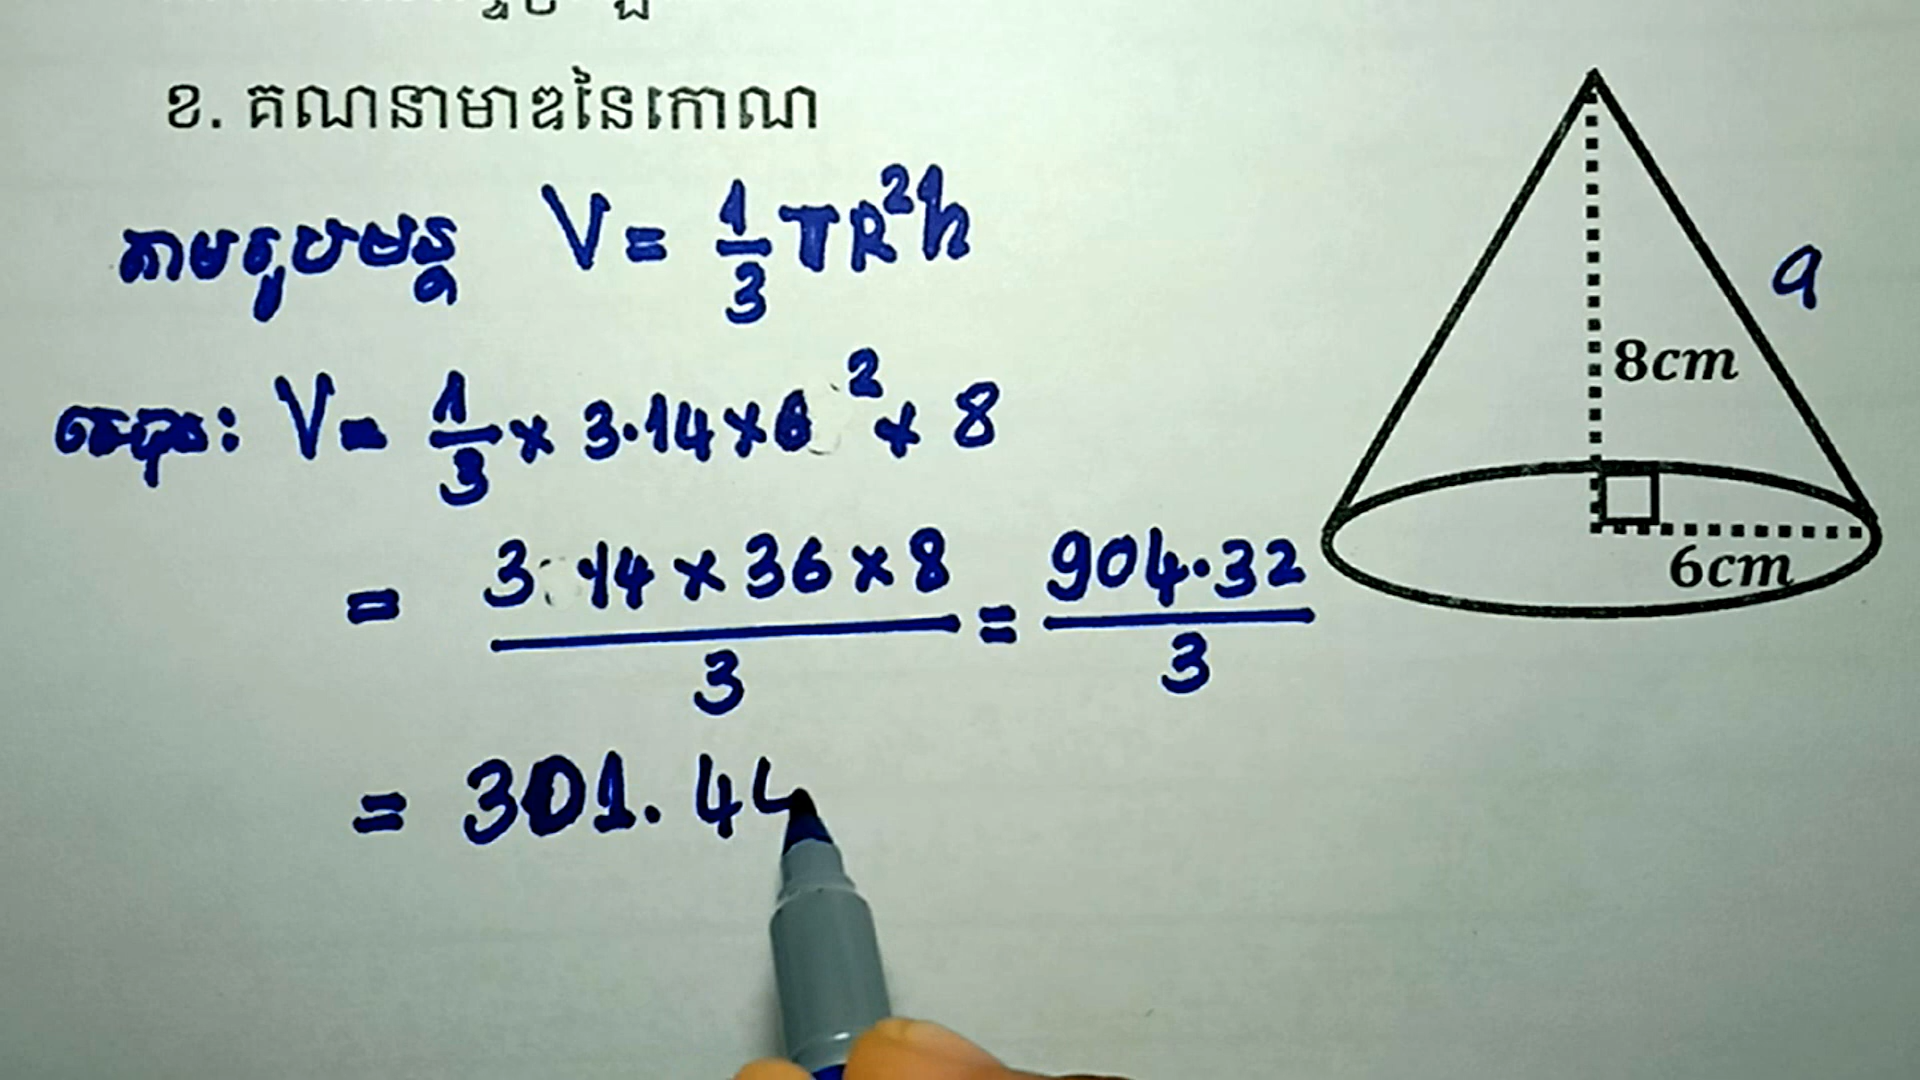 ខ. គណនាមាឌនៃកោណ
តាមរូបមន្ត V = 1/3 πR²h
គេបាន: V = 1/3 × 3.14 × 6² × 8
= 3.14 × 36 × 8 / 3 = 904.32 / 3
= 301.44
a
8cm
6cm